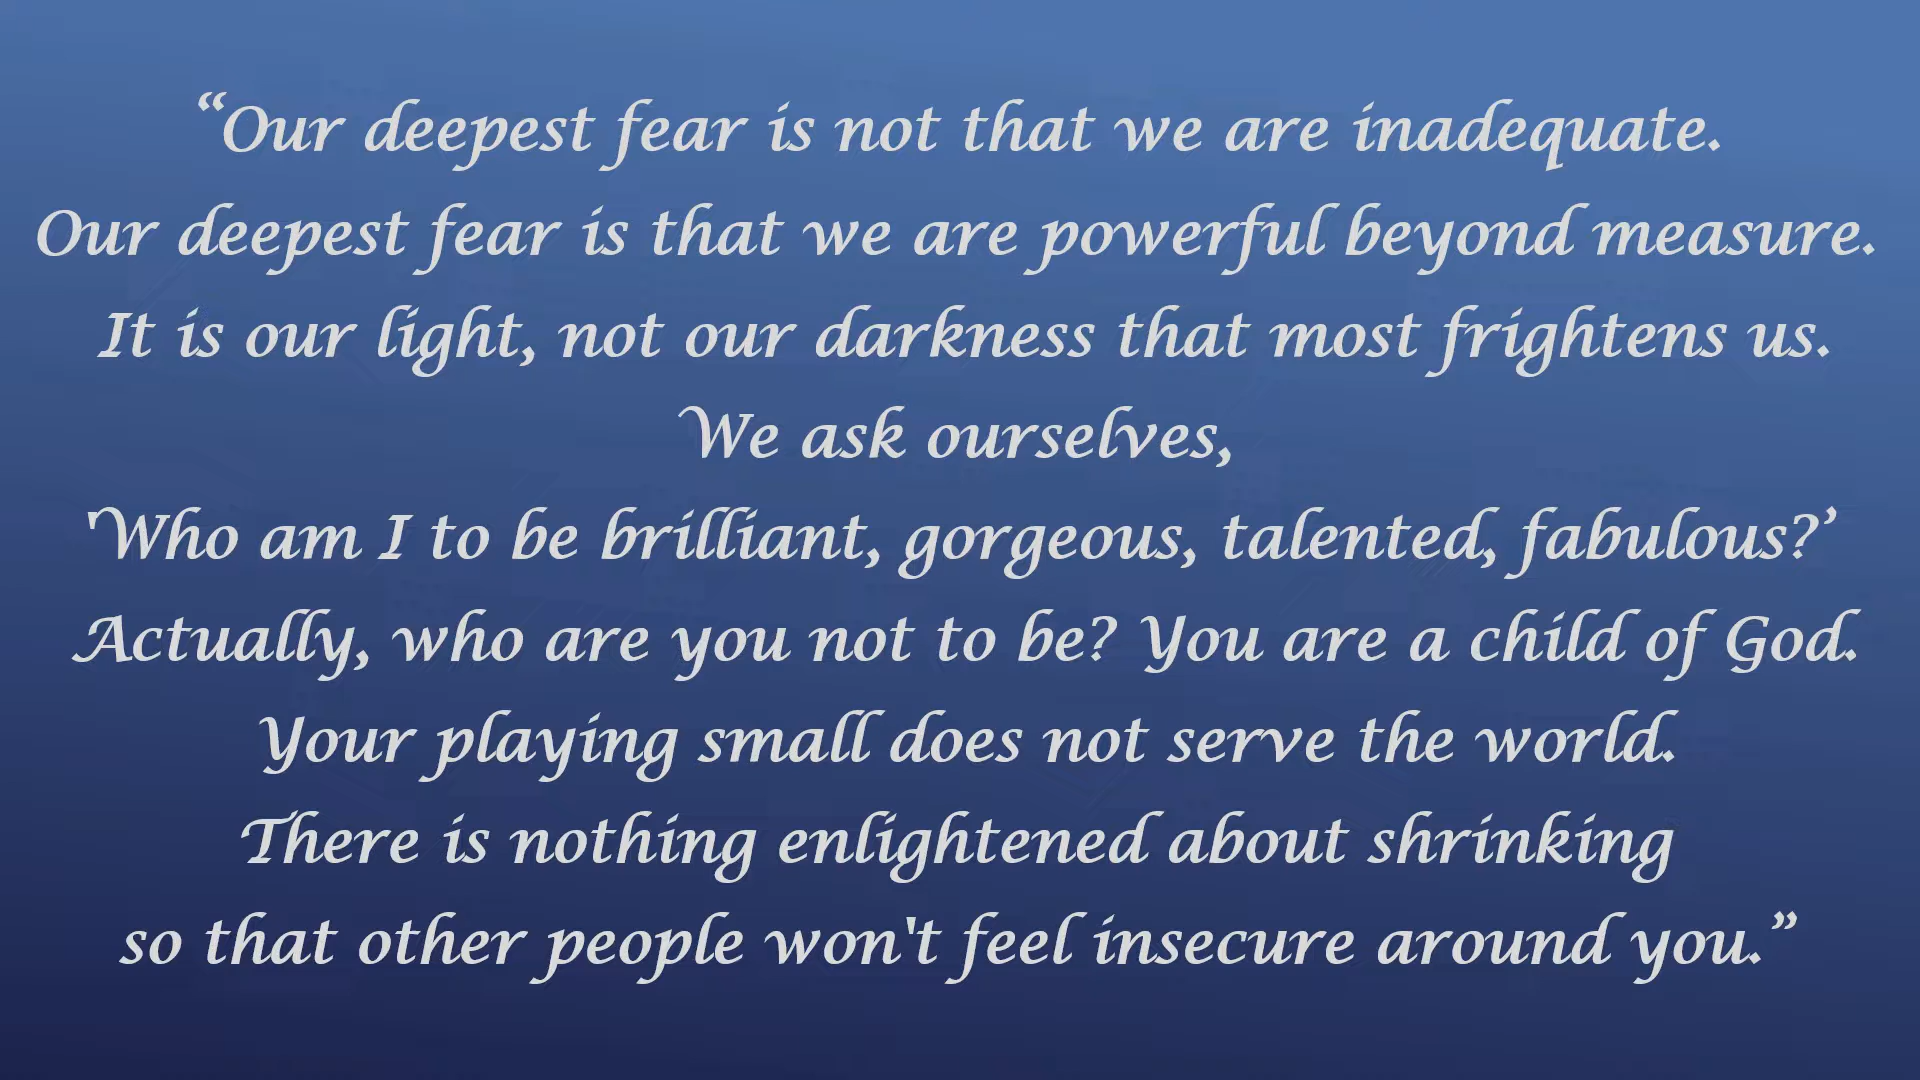 “Our deepest fear is not that we are inadequate.
Our deepest fear is that we are powerful beyond measure.
It is our light, not our darkness that most frightens us.
We ask ourselves,
'Who am I to be brilliant, gorgeous, talented, fabulous?’
Actually, who are you not to be? You are a child of God.
Your playing small does not serve the world.
There is nothing enlightened about shrinking
so that other people won't feel insecure around you.”